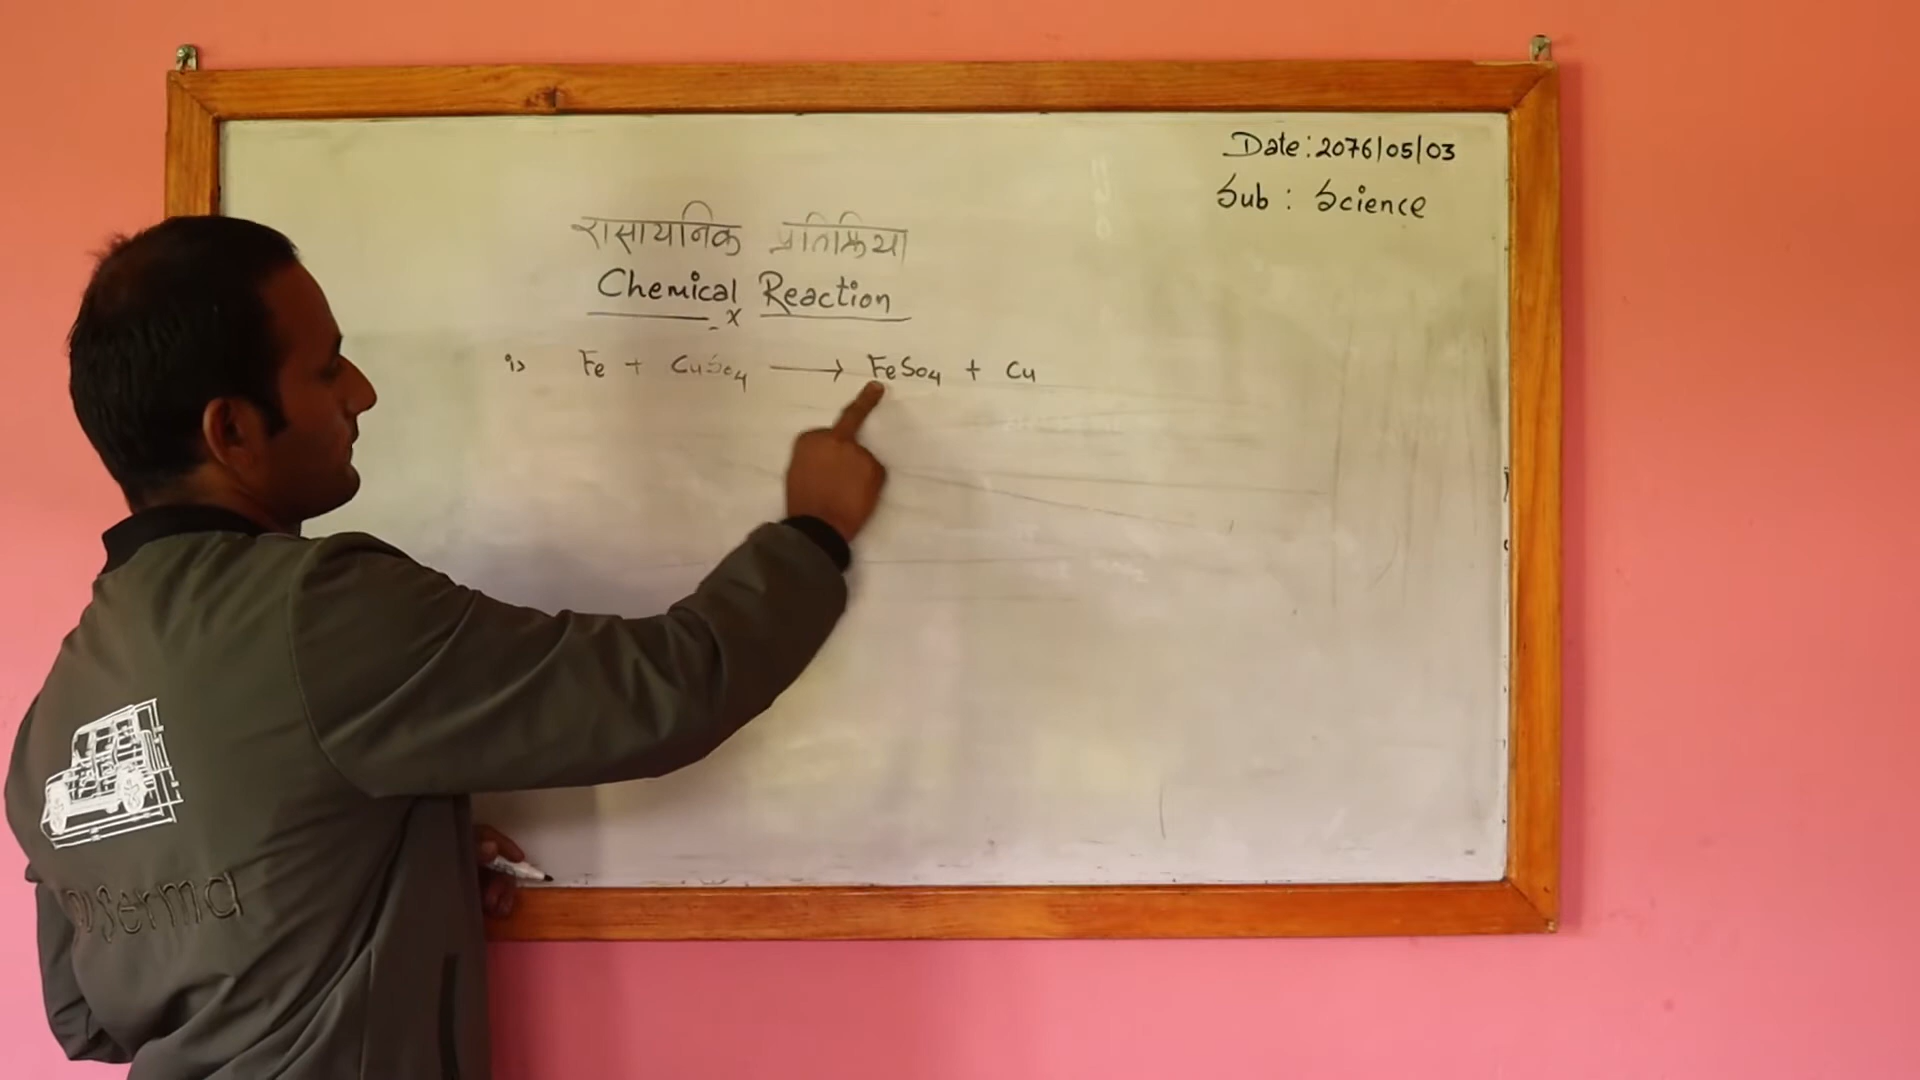 Date: 2076/05/03
Sub : Science
रासायनिक प्रतिक्रिया
Chemical Reaction
x
i> Fe + CuSo4 → FeSo4 + Cu